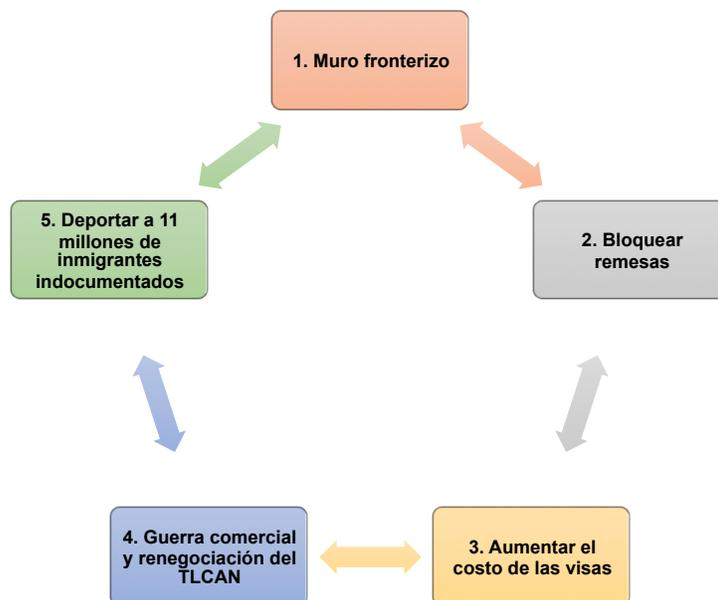 1. Muro fronterizo
2. Bloquear
remesas
3. Aumentar el
costo de las visas
4. Guerra comercial
y renegociación del
TLCAN
5. Deportar a 11
millones de
inmigrantes
indocumentados